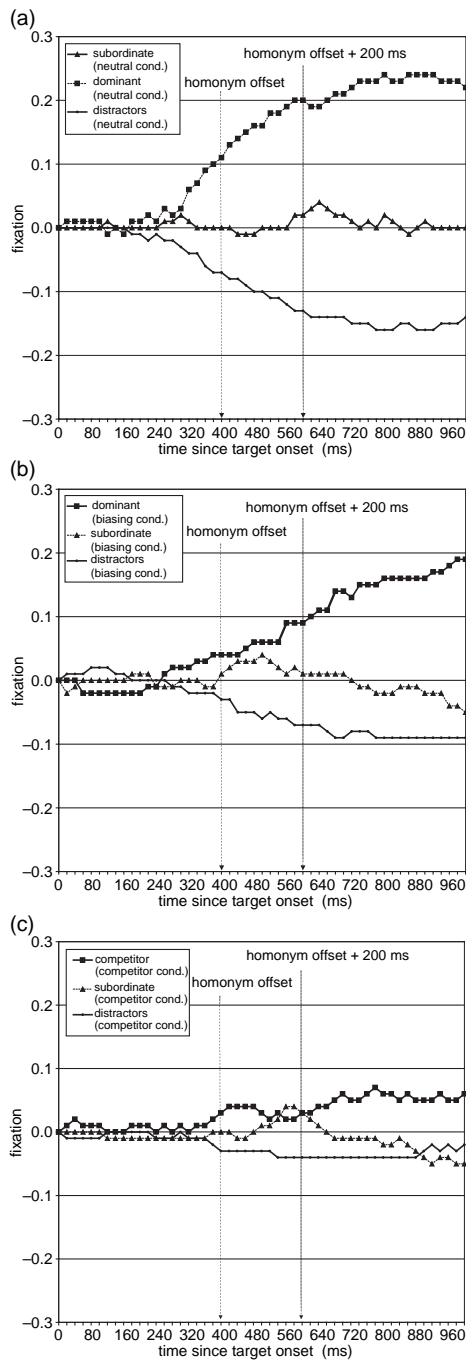 (a)
0.3
subordinate
(neutral cond.)
dominant
(neutral cond.)
distractors
(neutral cond.)
homonym offset + 200 ms
homonym offset
0.2
0.1
fixation
0.0
–0.1
–0.2
–0.3
0 80 160 240 320 400 480 560 640 720 800 880 960
time since target onset (ms)
(b)
0.3
dominant
(biasing cond.)
subordinate
(biasing cond.)
distractors
(biasing cond.)
homonym offset + 200 ms
homonym offset
0.2
0.1
fixation
0.0
–0.1
–0.2
–0.3
0 80 160 240 320 400 480 560 640 720 800 880 960
time since target onset (ms)
(c)
0.3
competitor
(competitor cond.)
subordinate
(competitor cond.)
distractors
(competitor cond.)
homonym offset + 200 ms
homonym offset
0.2
0.1
fixation
0.0
–0.1
–0.2
–0.3
0 80 160 240 320 400 480 560 640 720 800 880 960
time since target onset (ms)